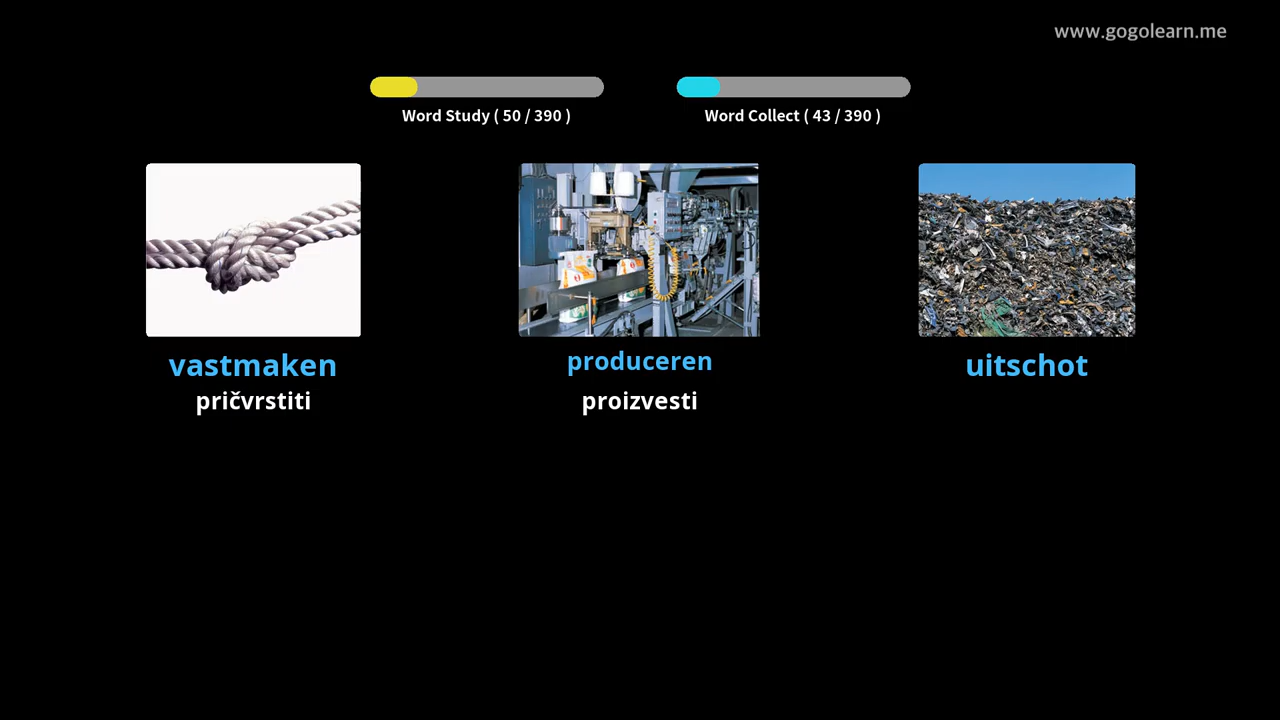 www.gogolearn.me
Word Study ( 50 / 390 )
Word Collect ( 43 / 390 )
vastmaken
produceren
uitschot
pričvrstiti
proizvesti